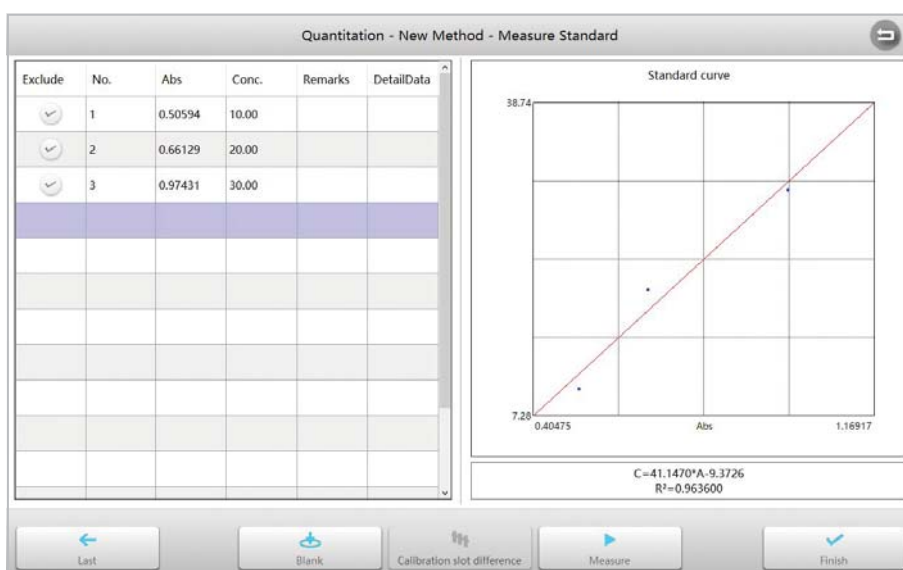 Quantitation - New Method - Measure Standard
Exclude No. Abs Conc. Remarks DetailData
1 0.50594 10.00
2 0.66129 20.00
3 0.97431 30.00
Standard curve
38.74
7.28
0.40475 Abs 1.16917
C=41.1470*A-9.3726
R²=0.963600
Last
Blank
Calibration slot difference
Measure
Finish